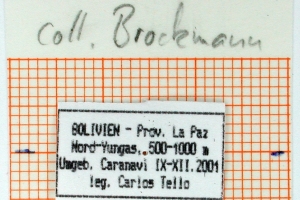 coll. Brockmann
BOLIVIEN - Prov. La Paz
Nord-Yungas, 500-1000 m
Umgeb. Caranavi IX-XII.2001
leg. Carlos Tello